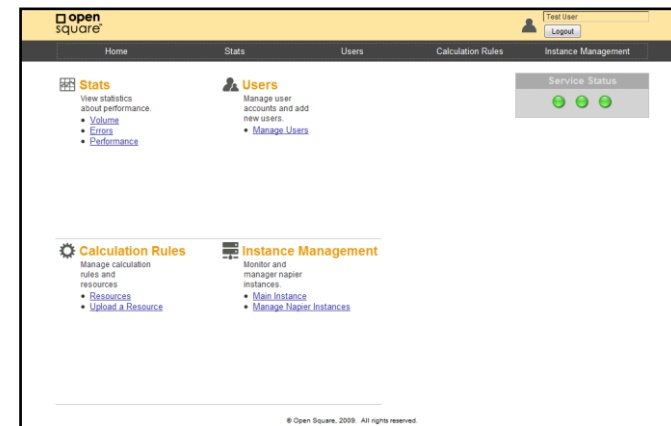 open
square
Test User
Logout
Home
Stats
Users
Calculation Rules
Instance Management
Stats
View statistics
about performance.
Volume
Errors
Performance
Users
Manage user
accounts and add
new users.
Manage Users
Service Status
Calculation Rules
Manage calculation
rules and
resources
Resources
Upload a Resource
Instance Management
Monitor and
manager napier
instances.
Main Instance
Manage Napier Instances
© Open Square, 2009. All rights reserved.